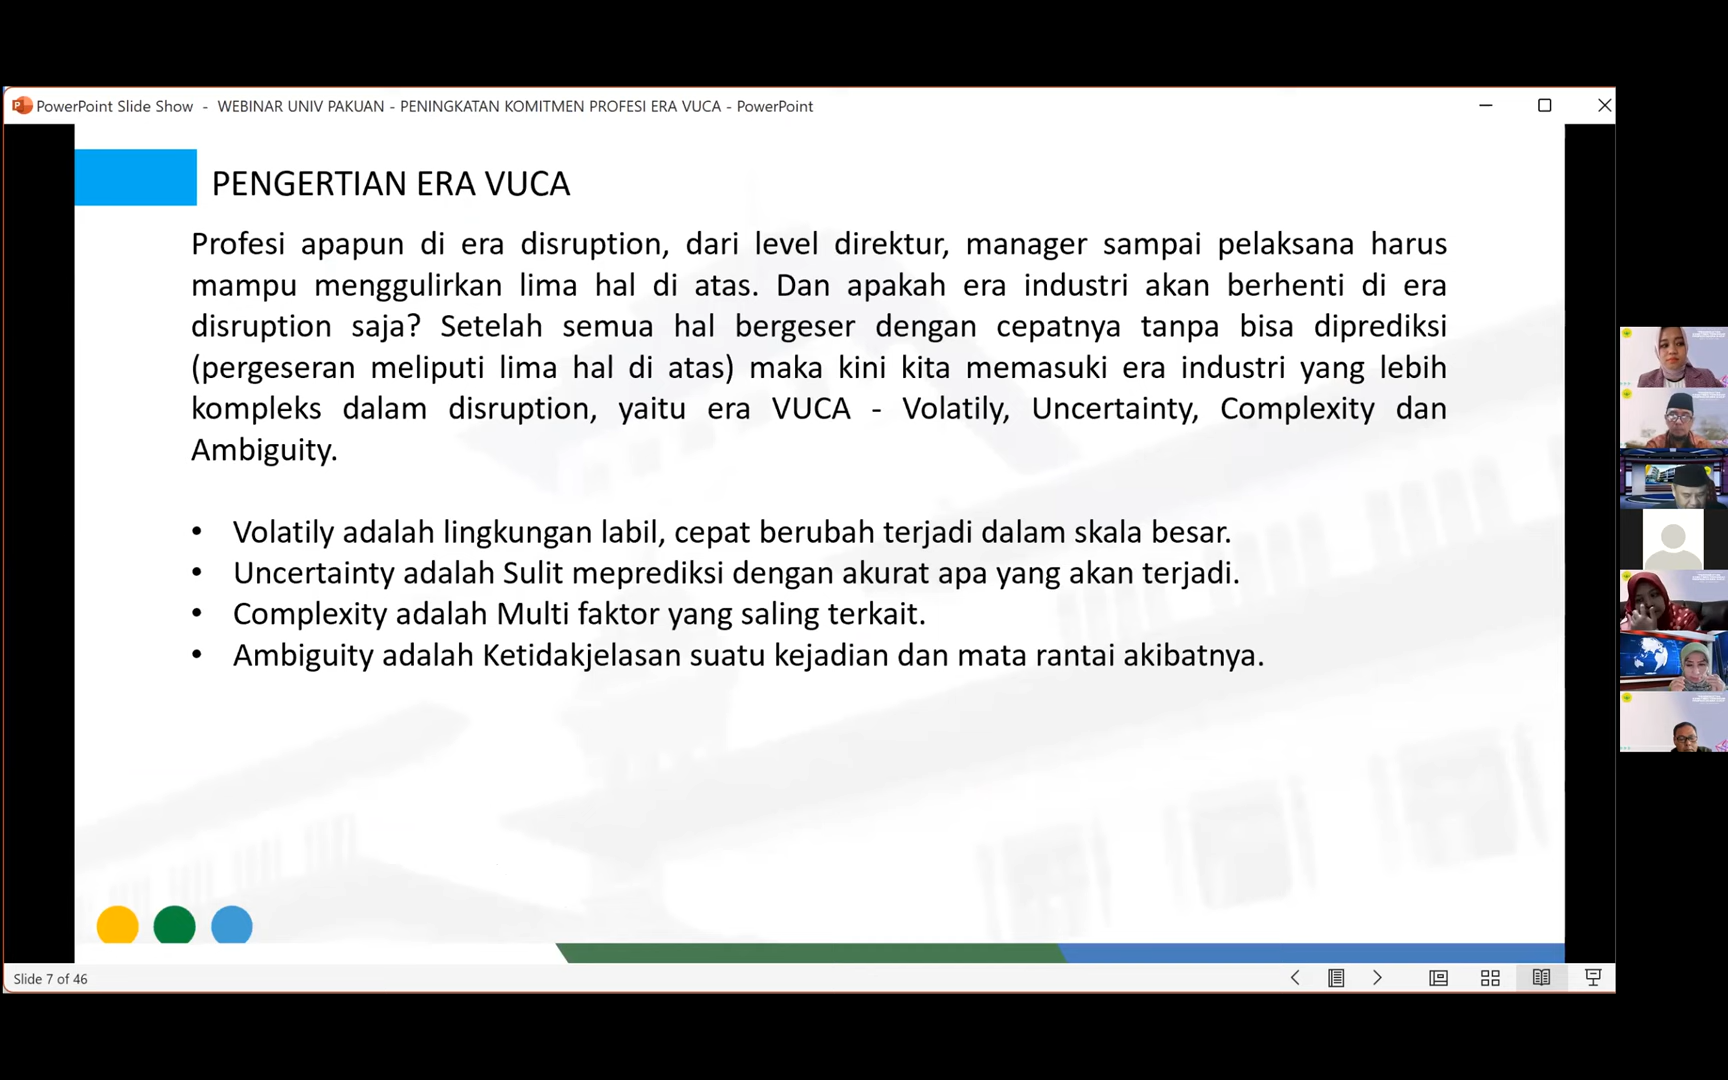 PowerPoint Slide Show - WEBINAR UNIV PAKUAN - PENINGKATAN KOMITMEN PROFESI ERA VUCA - PowerPoint
PENGERTIAN ERA VUCA
Profesi apapun di era disruption, dari level direktur, manager sampai pelaksana harus
mampu menggulirkan lima hal di atas. Dan apakah era industri akan berhenti di era
disruption saja? Setelah semua hal bergeser dengan cepatnya tanpa bisa diprediksi
(pergeseran meliputi lima hal di atas) maka kini kita memasuki era industri yang lebih
kompleks dalam disruption, yaitu era VUCA - Volatily, Uncertainty, Complexity dan
Ambiguity.
• Volatily adalah lingkungan labil, cepat berubah terjadi dalam skala besar.
• Uncertainty adalah Sulit meprediksi dengan akurat apa yang akan terjadi.
• Complexity adalah Multi faktor yang saling terkait.
• Ambiguity adalah Ketidakjelasan suatu kejadian dan mata rantai akibatnya.
Slide 7 of 46